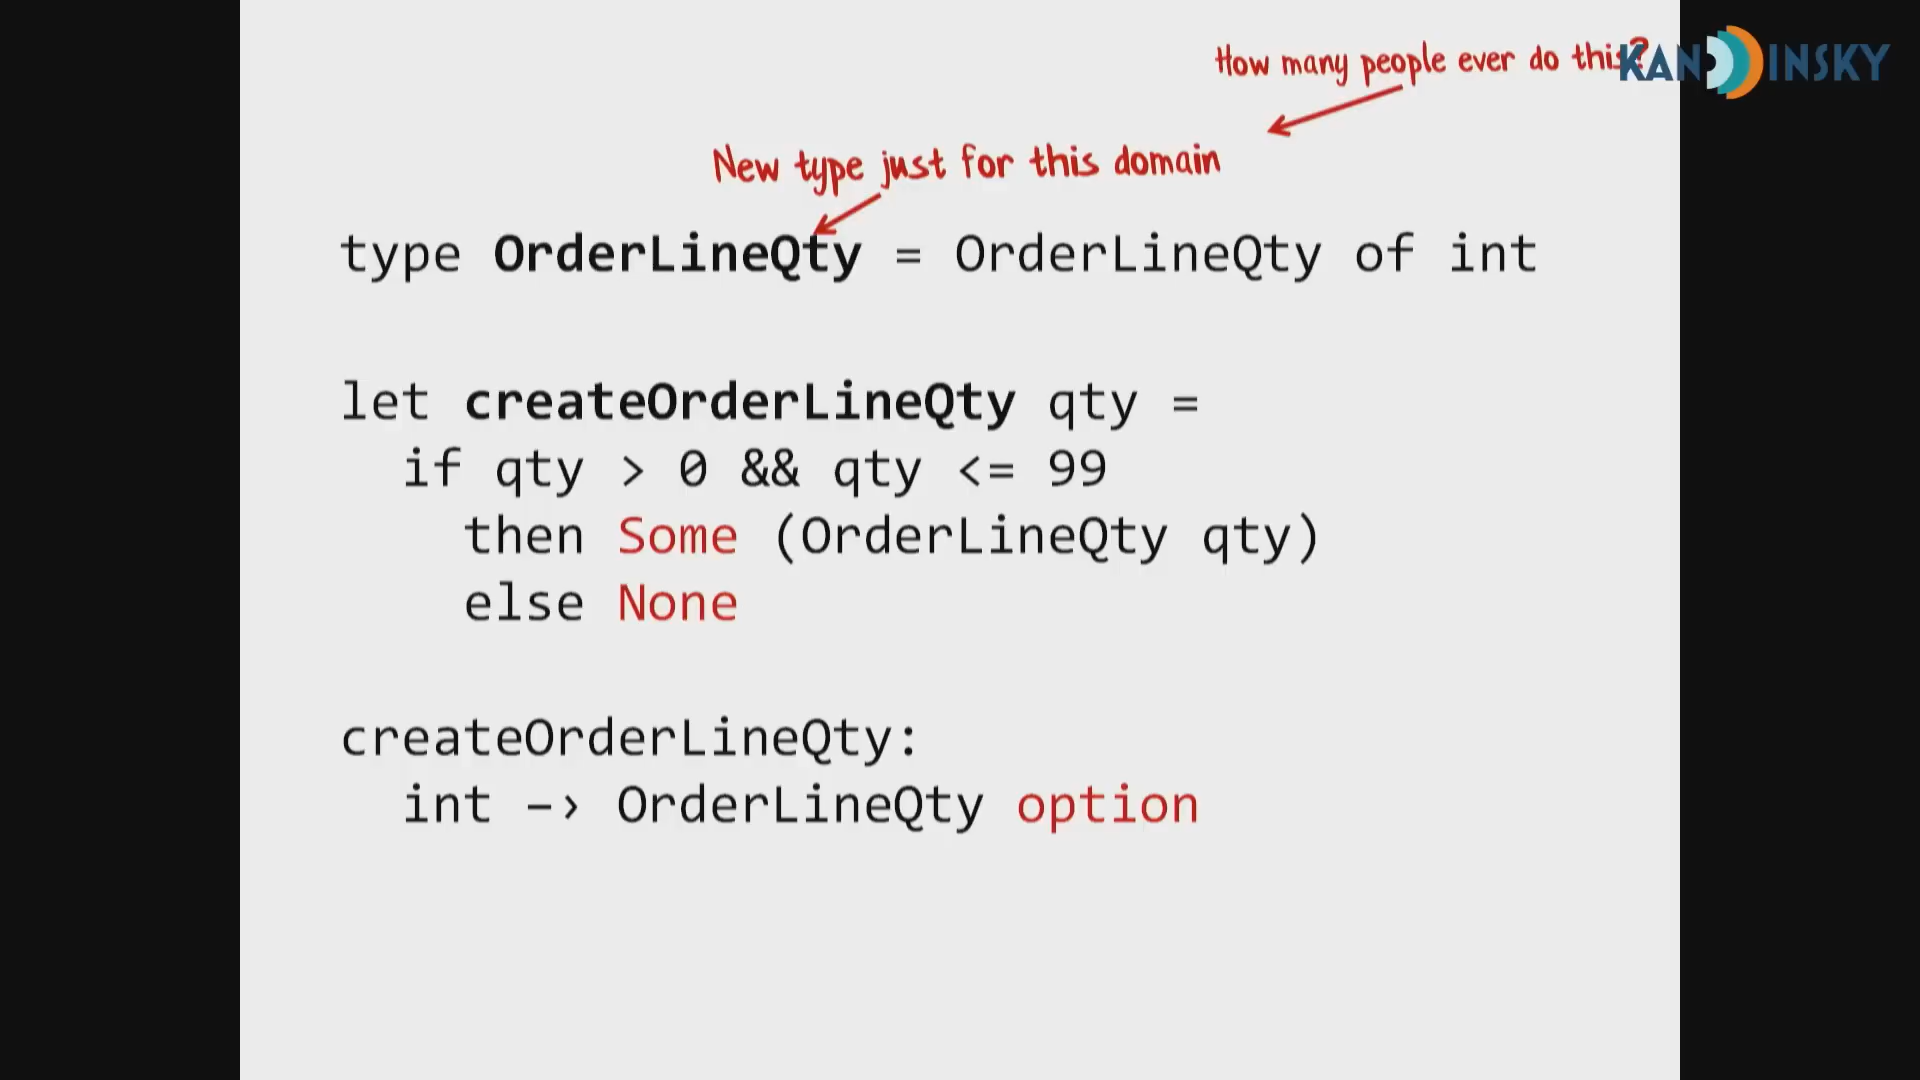 How many people ever do this?
KANDINSKY
New type just for this domain
type OrderLineQty = OrderLineQty of int
let createOrderLineQty qty =
if qty > 0 && qty <= 99
then Some (OrderLineQty qty)
else None
createOrderLineQty:
int –> OrderLineQty option